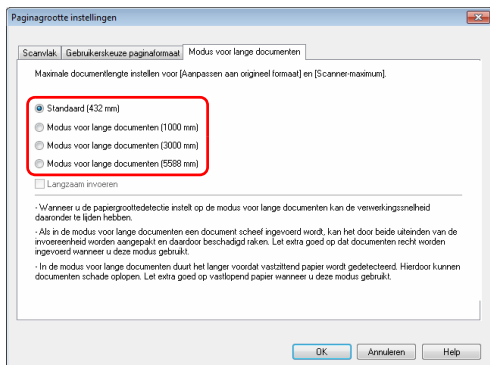 Paginagrootte instellingen
Scanvlak Gebruikerskeuze paginaformaat Modus voor lange documenten
Maximale documentlengte instellen voor [Aanpassen aan origineel formaat] en [Scanner-maximum].
Standaard (432 mm)
Modus voor lange documenten (1000 mm)
Modus voor lange documenten (3000 mm)
Modus voor lange documenten (5588 mm)
Langzaam invoeren
- Wanneer u de papiergroottedetectie instelt op de modus voor lange documenten kan de verwerkingssnelheid
daaronder te lijden hebben.
- Als in de modus voor lange documenten een document scheef ingevoerd wordt, kan het door beide uiteinden van de
invoereenheid worden aangepakt en daardoor beschadigd raken. Let extra goed op dat documenten recht worden
ingevoerd wanneer u deze modus gebruikt.
- In de modus voor lange documenten duurt het langer voordat vastzittend papier wordt gedetecteerd. Hierdoor kunnen
documenten schade oplopen. Let extra goed op vastlopend papier wanneer u deze modus gebruikt.
OK Annuleren Help